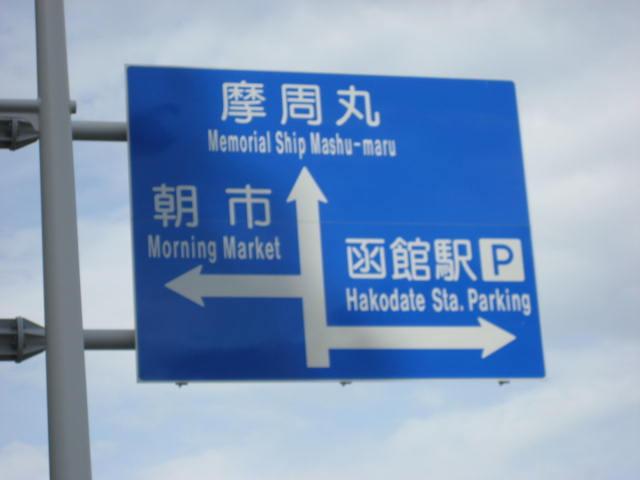 摩周丸
Memorial Ship Mashu-maru
朝市
Morning Market
函館駅 P
Hakodate Sta. Parking